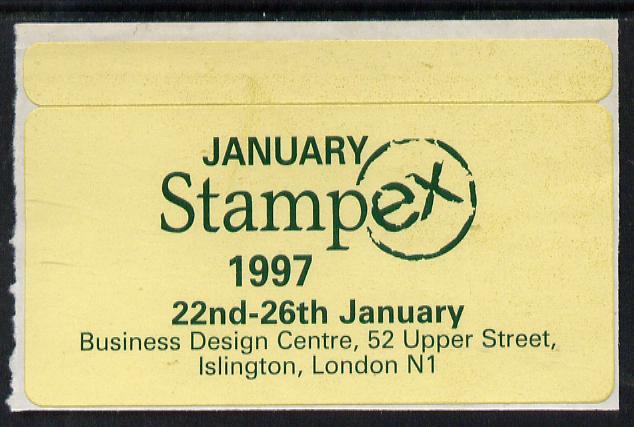 JANUARY
Stampex
1997
22nd-26th January
Business Design Centre, 52 Upper Street,
Islington, London N1